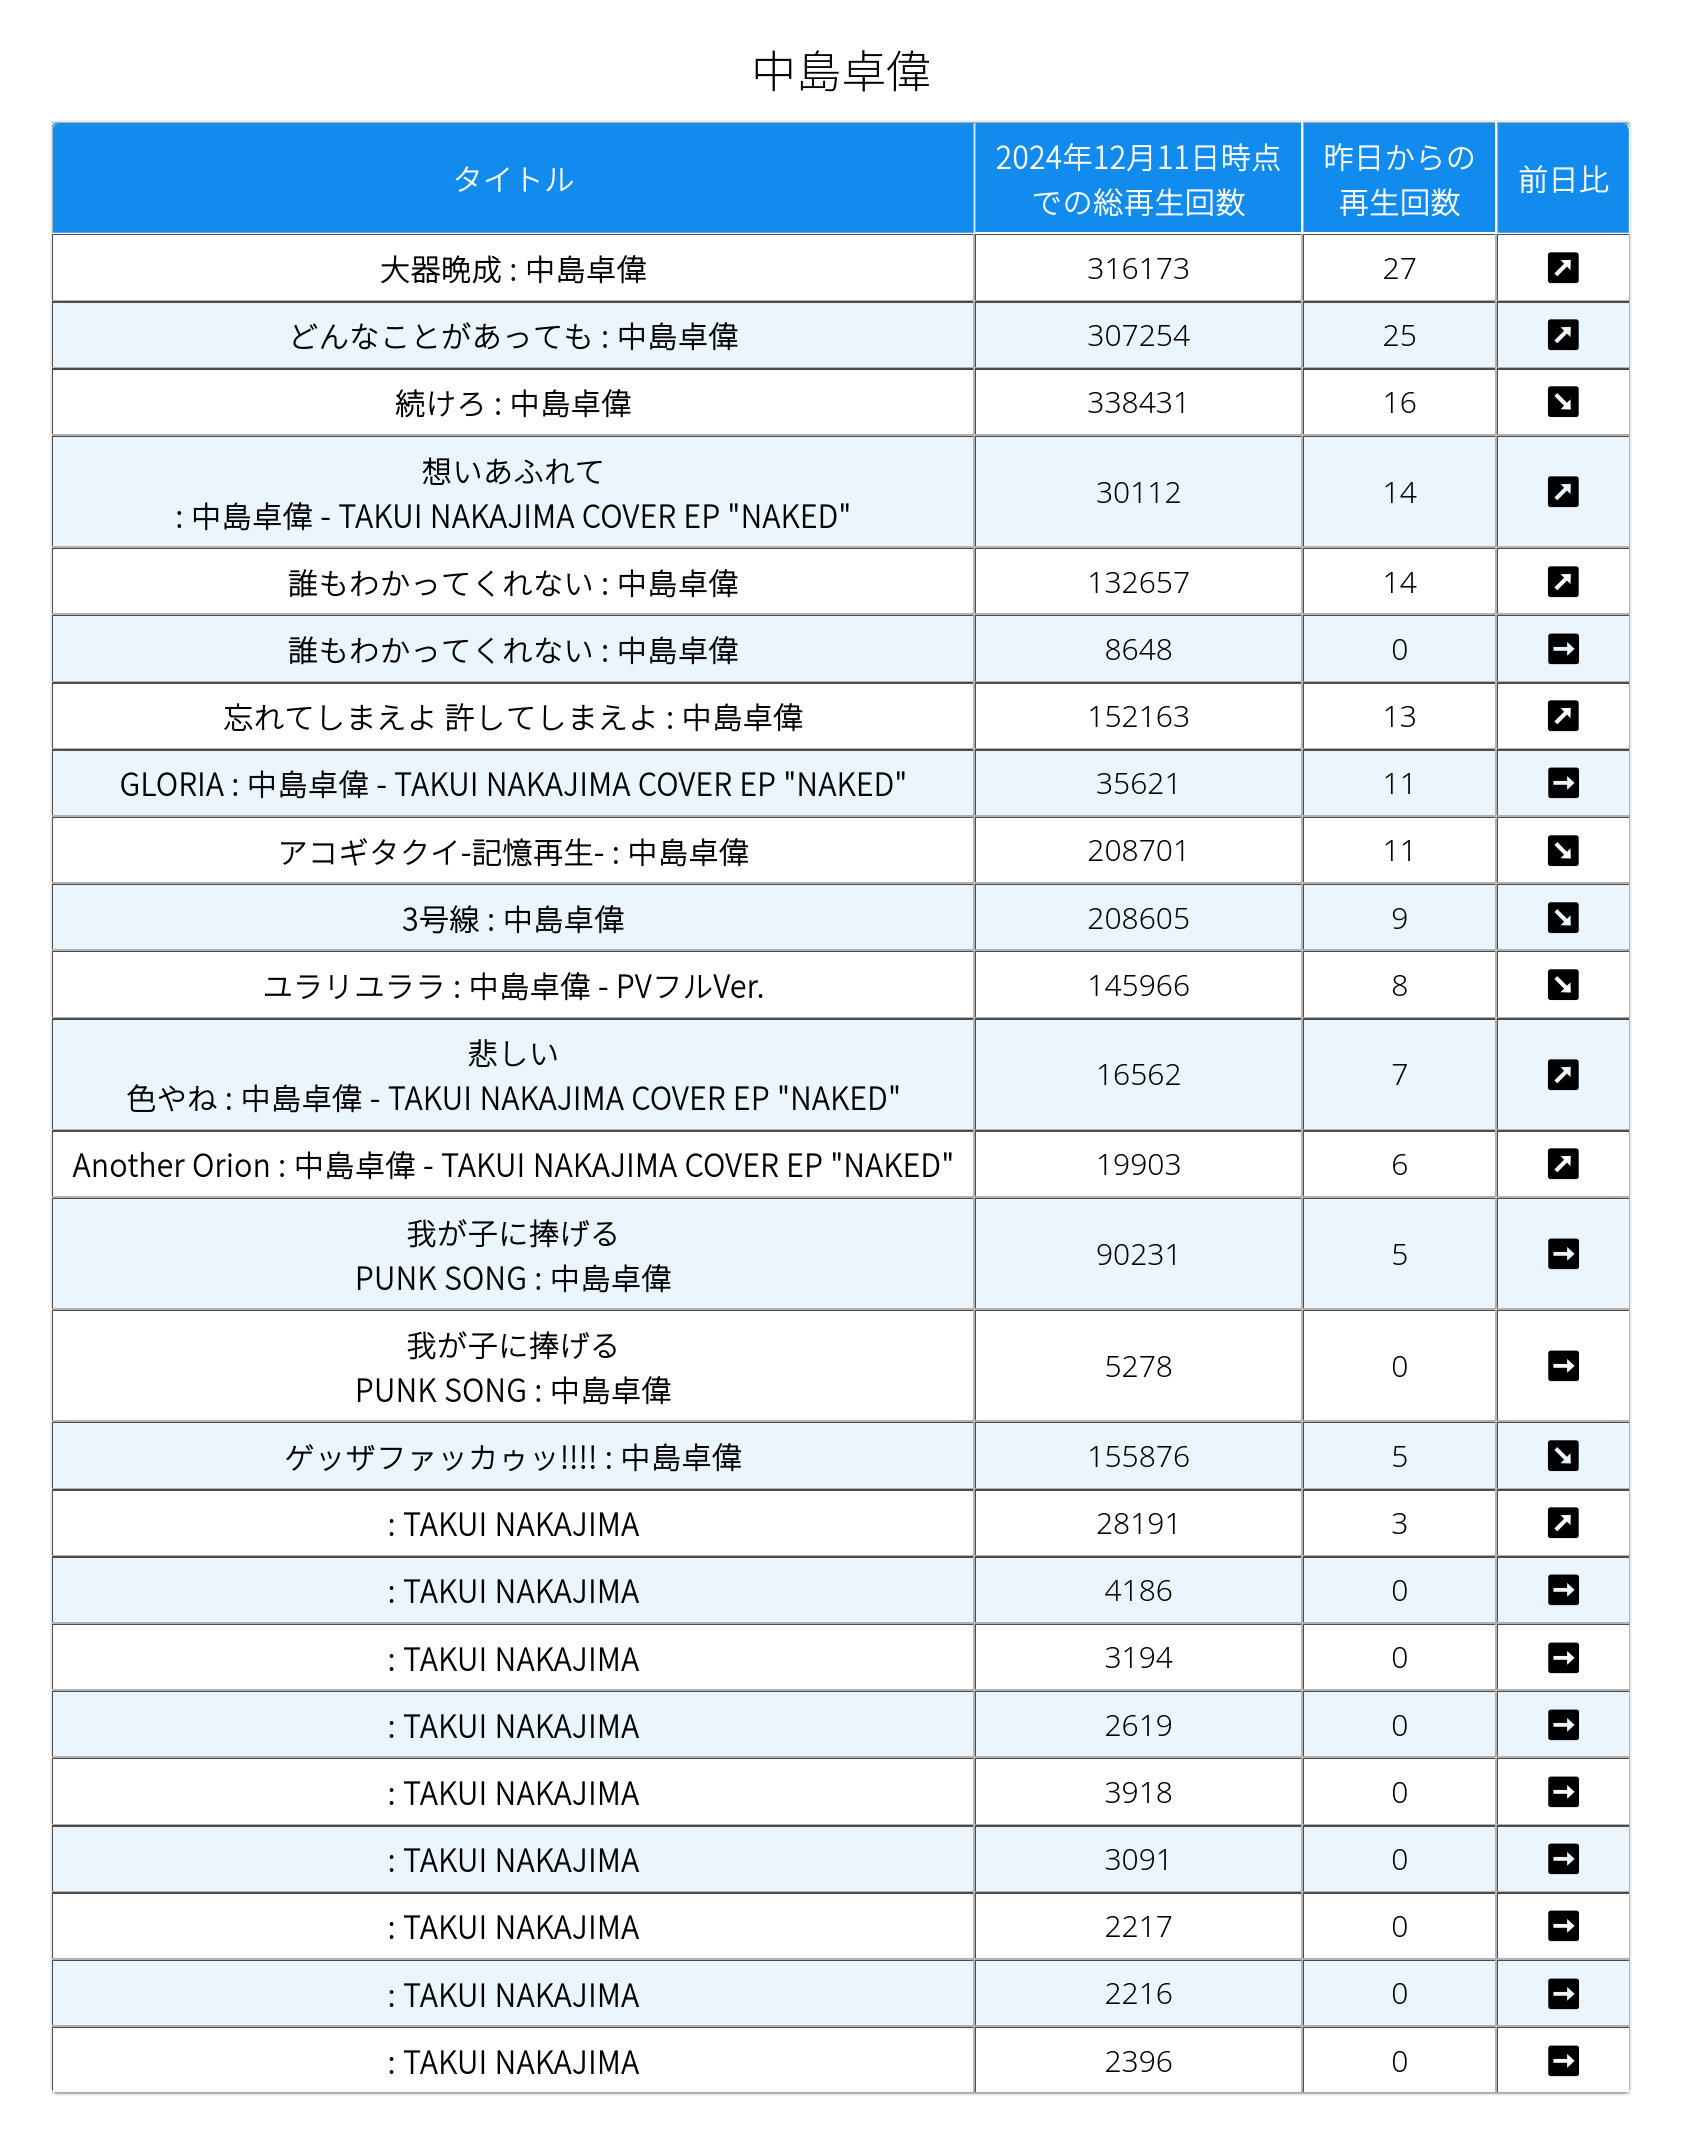 中島卓偉
タイトル
2024年12月11日時点
での総再生回数
昨日からの
再生回数
前日比
大器晩成 : 中島卓偉 316173 27
どんなことがあっても : 中島卓偉 307254 25
続けろ : 中島卓偉 338431 16
想いあふれて
: 中島卓偉 - TAKUI NAKAJIMA COVER EP "NAKED" 30112 14
誰もわかってくれない : 中島卓偉 132657 14
誰もわかってくれない : 中島卓偉 8648 0
忘れてしまえよ 許してしまえよ : 中島卓偉 152163 13
GLORIA : 中島卓偉 - TAKUI NAKAJIMA COVER EP "NAKED" 35621 11
アコギタクイ-記憶再生- : 中島卓偉 208701 11
3号線 : 中島卓偉 208605 9
ユラリユララ : 中島卓偉 - PVフルVer. 145966 8
悲しい
色やね : 中島卓偉 - TAKUI NAKAJIMA COVER EP "NAKED" 16562 7
Another Orion : 中島卓偉 - TAKUI NAKAJIMA COVER EP "NAKED" 19903 6
我が子に捧げる
PUNK SONG : 中島卓偉 90231 5
我が子に捧げる
PUNK SONG : 中島卓偉 5278 0
ゲッザファッカゥッ!!!! : 中島卓偉 155876 5
: TAKUI NAKAJIMA 28191 3
: TAKUI NAKAJIMA 4186 0
: TAKUI NAKAJIMA 3194 0
: TAKUI NAKAJIMA 2619 0
: TAKUI NAKAJIMA 3918 0
: TAKUI NAKAJIMA 3091 0
: TAKUI NAKAJIMA 2217 0
: TAKUI NAKAJIMA 2216 0
: TAKUI NAKAJIMA 2396 0